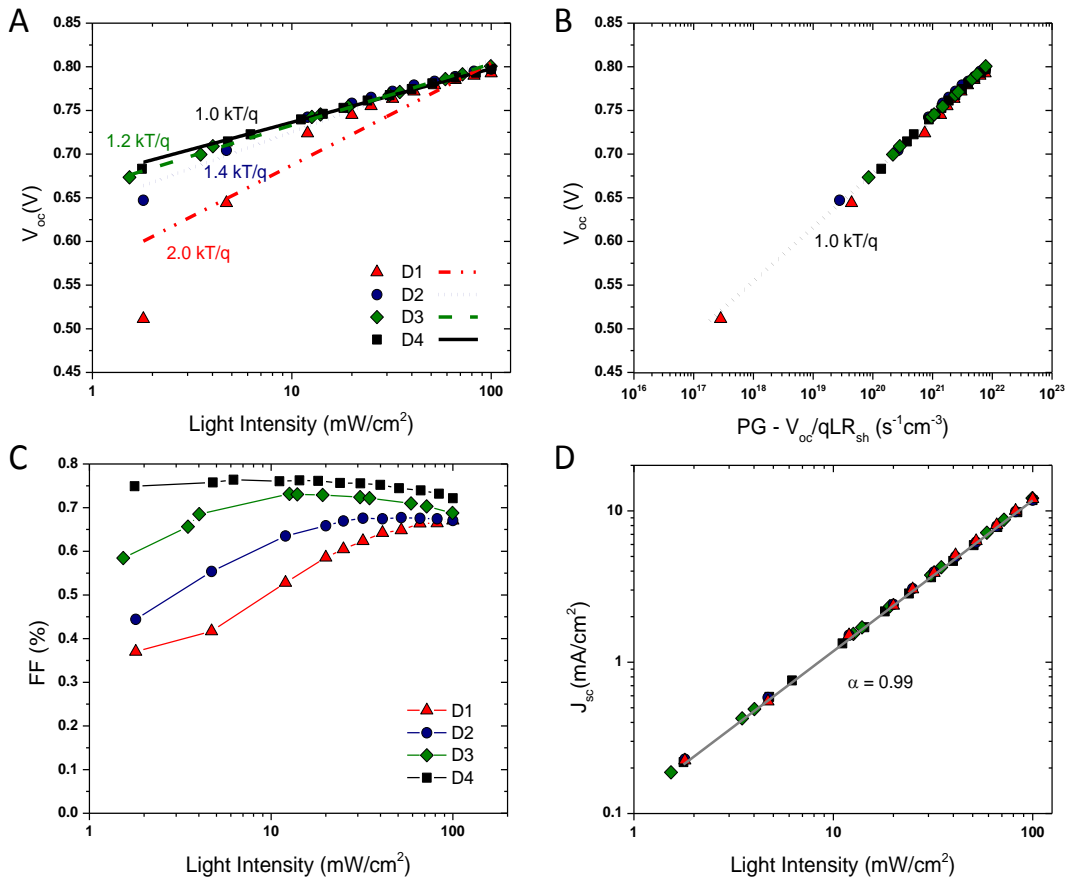 A
0.80
0.75
0.70
0.65
0.60
0.55
0.50
0.45
V_oc(V)
1.0 kT/q
1.2 kT/q
1.4 kT/q
2.0 kT/q
D1
D2
D3
D4
1
10
100
Light Intensity (mW/cm²)
B
0.80
0.75
0.70
0.65
0.60
0.55
0.50
0.45
V_oc (V)
1.0 kT/q
10¹⁶
10¹⁷
10¹⁸
10¹⁹
10²⁰
10²¹
10²²
10²³
PG - V_oc/qLR_sh (s⁻¹cm⁻³)
C
0.8
0.7
0.6
0.5
0.4
0.3
0.2
0.1
0.0
FF (%)
D1
D2
D3
D4
1
10
100
Light Intensity (mW/cm²)
D
10
1
0.1
J_sc(mA/cm²)
α = 0.99
1
10
100
Light Intensity (mW/cm²)